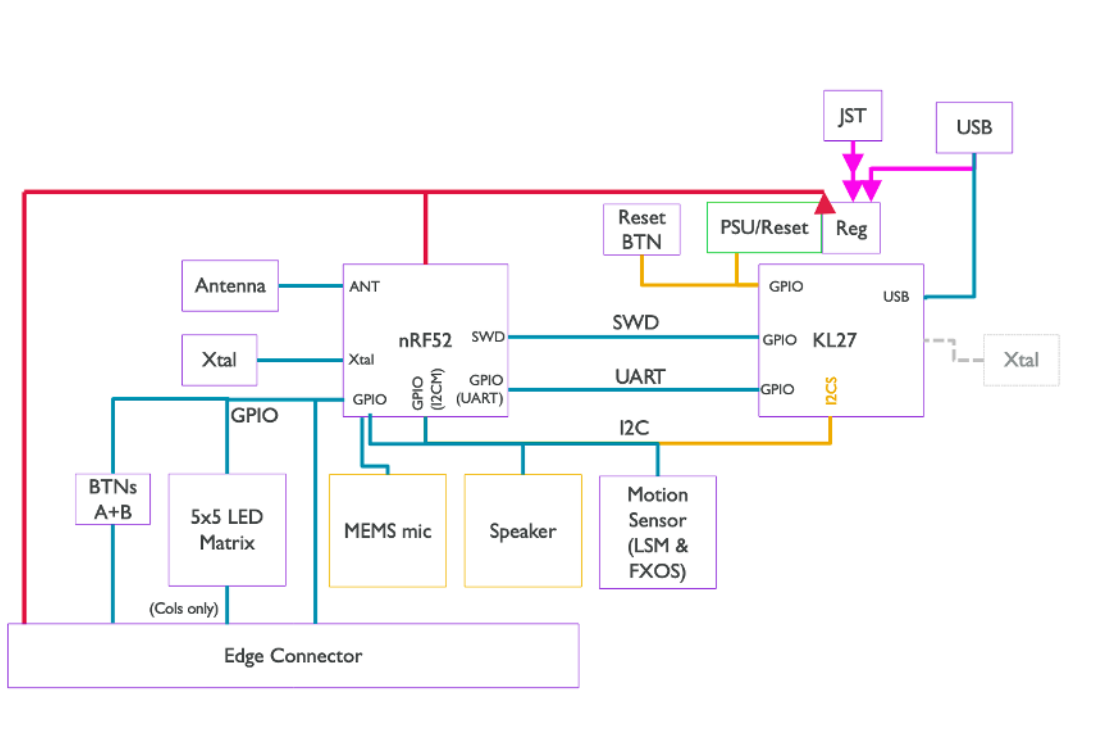 JST
USB
Reset
BTN
PSU/Reset
Reg
Antenna
ANT
GPIO
USB
SWD
nRF52
SWD
GPIO
KL27
Xtal
Xtal
Xtal
GPIO
(I2CM)
GPIO
(UART)
UART
GPIO
I2CS
GPIO
GPIO
I2C
BTNs
A+B
5x5 LED
Matrix
MEMS mic
Speaker
Motion
Sensor
(LSM &
FXOS)
(Cols only)
Edge Connector